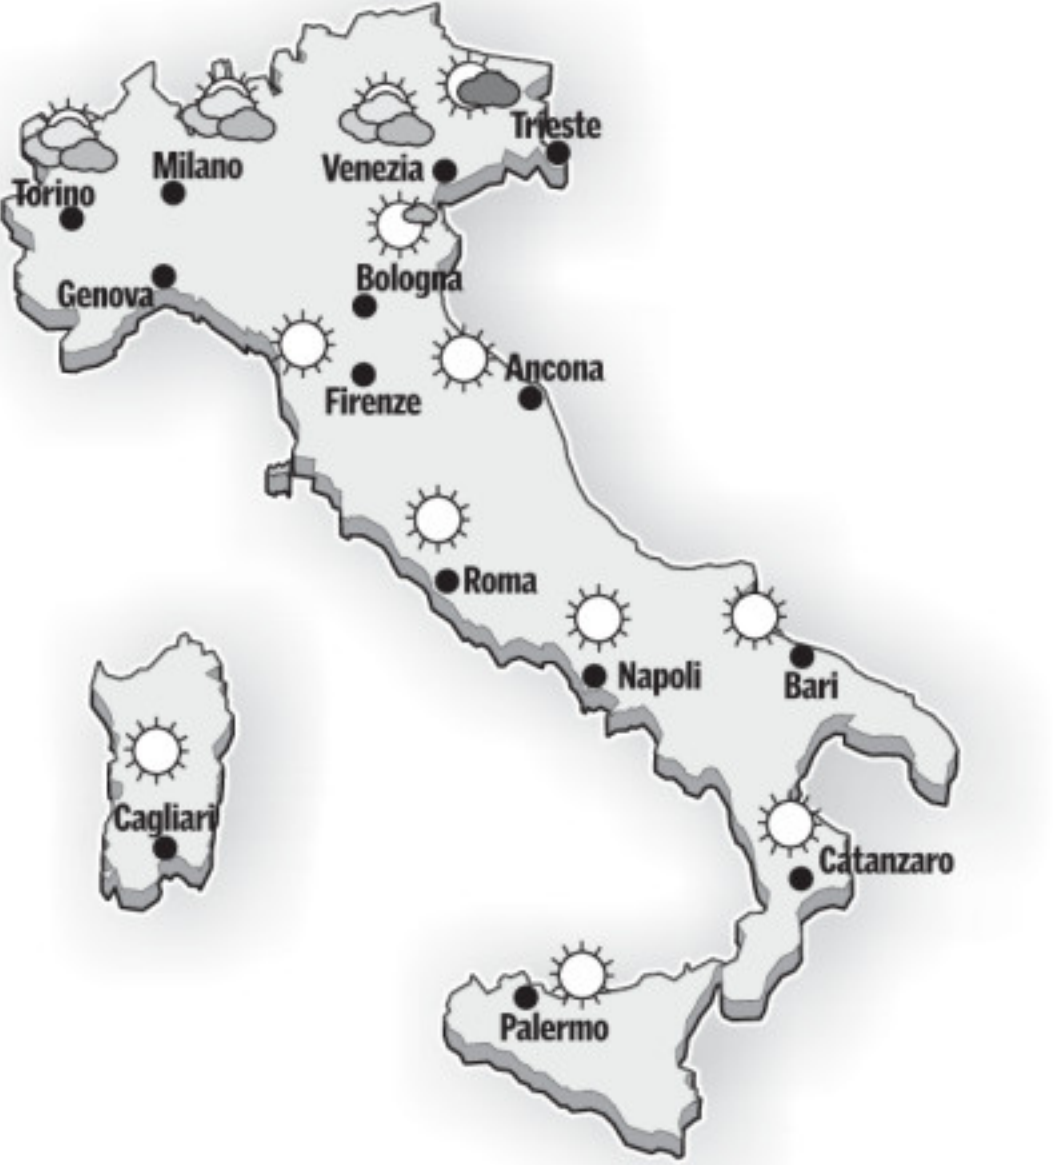 Trieste
Milano
Venezia
Torino
Bologna
Genova
Ancona
Firenze
Roma
Napoli
Bari
Cagliari
Catanzaro
Palermo